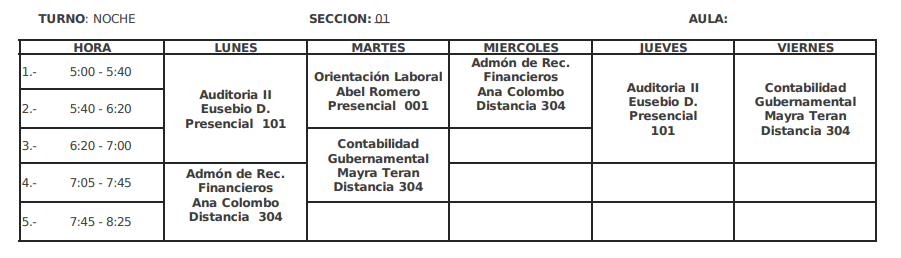 TURNO: NOCHE SECCION: 01 AULA:
HORA LUNES MARTES MIERCOLES JUEVES VIERNES
1.- 5:00 - 5:40
2.- 5:40 - 6:20
3.- 6:20 - 7:00
4.- 7:05 - 7:45
5.- 7:45 - 8:25
Auditoria II
Eusebio D.
Presencial 101
Admón de Rec.
Financieros
Ana Colombo
Distancia 304
Orientación Laboral
Abel Romero
Presencial 001
Contabilidad
Gubernamental
Mayra Teran
Distancia 304
Admón de Rec.
Financieros
Ana Colombo
Distancia 304
Auditoria II
Eusebio D.
Presencial
101
Contabilidad
Gubernamental
Mayra Teran
Distancia 304